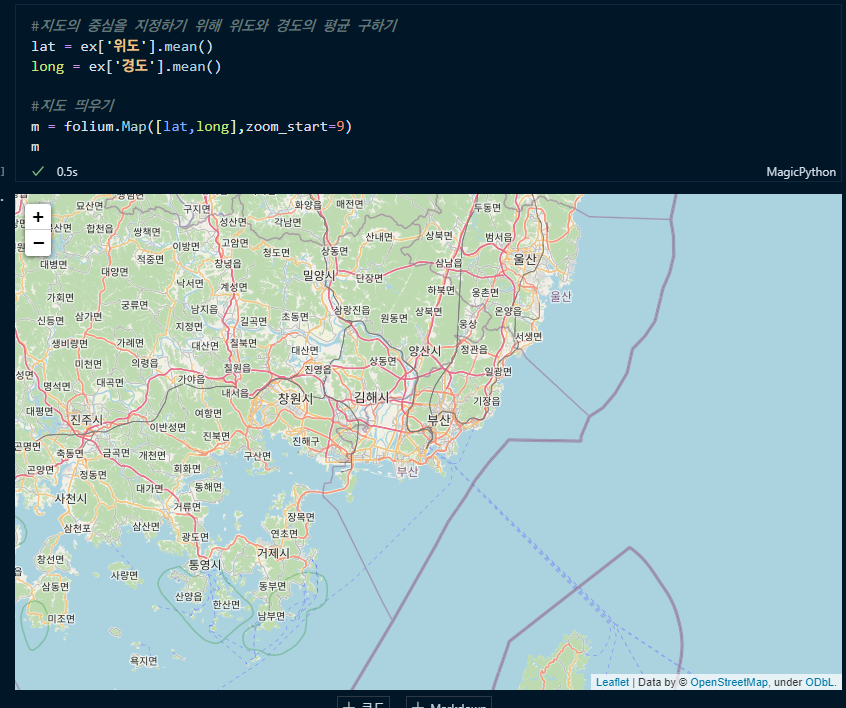 #지도의 중심을 지정하기 위해 위도와 경도의 평균 구하기
lat = ex['위도'].mean()
long = ex['경도'].mean()
#지도 띄우기
m = folium.Map([lat,long],zoom_start=9)
m
0.5s
MagicPython
+
−
묘산면
구지면
화양읍
매전면
두동면
합천읍
쌍책면
성산면
각남면
산내면
상북면
범서읍
이방면
고암면
청도면
상동면
울산
대병면
적중면
창녕읍
삼남읍
대양면
밀양시
단장면
낙서면
계성면
하북면
웅촌면
울산
가회면
궁류면
남지읍
상랑진읍
상북면
온양읍
신등면
삼가면
지정면
길곡면
초동면
원동면
웅상
생비량면
가례면
대산면
칠북면
대산면
양산시
정관읍
서생면
미천면
의령읍
칠원읍
진영읍
상동면
일광면
명석면
대곡면
가야읍
내서읍
창원시
김해시
기장읍
대평면
진주시
여항면
부산
이반성면
진북면
진해구
곤명면
축동면
금곡면
개천면
구산면
부산
곤양면
정동면
회화면
사천시
대가면
동해면
거류면
장목면
삼천포
삼산면
연초면
광도면
창선면
통영시
거제시
사량면
삼동면
산양읍
동부면
한산면
미조면
남부면
욕지면
Leaflet | Data by © OpenStreetMap, under ODbL.